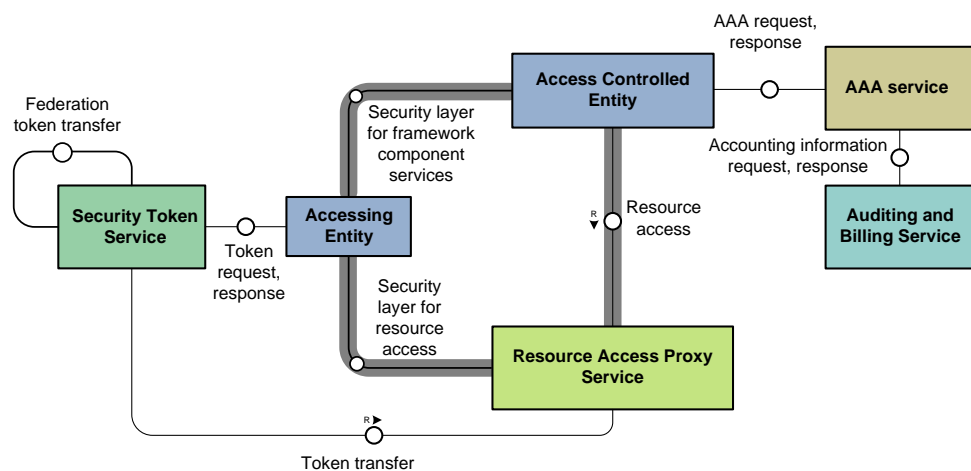 AAA request,
response
Access Controlled
Entity
AAA service
Federation
token transfer
Security layer
for framework
component
services
Accounting information
request, response
Security Token
Service
Accessing
Entity
R
Resource
access
Auditing and
Billing Service
Token
request,
response
Security
layer for
resource
access
Resource Access Proxy
Service
R
Token transfer